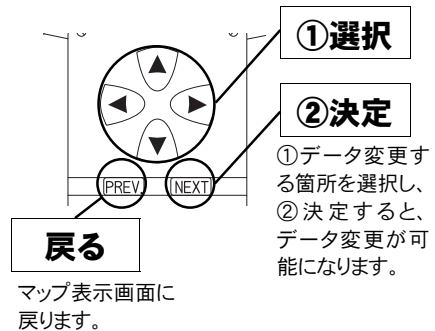 ①選択
②決定
①データ変更す
る箇所を選択し、
②決定すると、
データ変更が可
能になります。
PREV
NEXT
戻る
マップ表示画面に
戻ります。